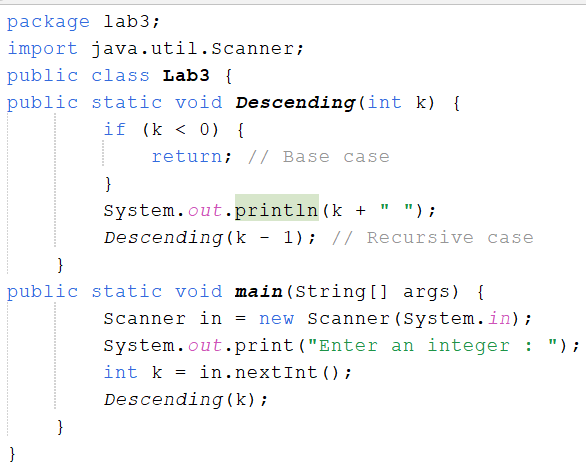 package lab3;
import java.util.Scanner;
public class Lab3 {
public static void Descending(int k) {
if (k < 0) {
return; // Base case
}
System.out.println(k + " ");
Descending(k - 1); // Recursive case
}
public static void main(String[] args) {
Scanner in = new Scanner(System.in);
System.out.print("Enter an integer : ");
int k = in.nextInt();
Descending(k);
}
}